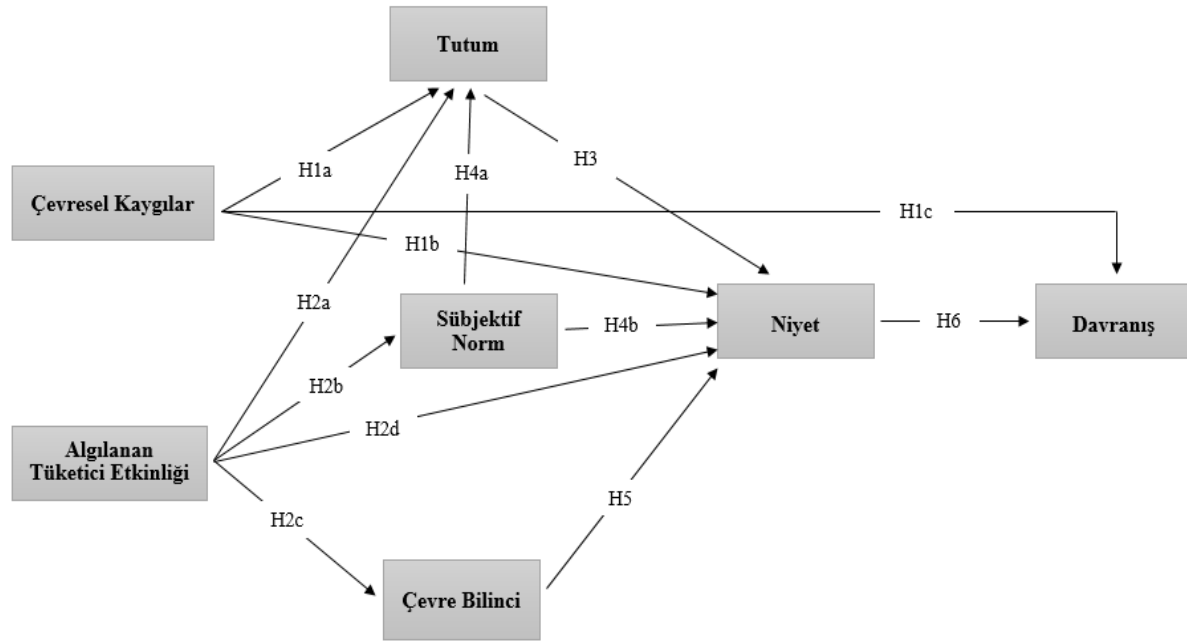 Tutum
H1a
H4a
H3
Çevresel Kaygılar
H1c
H1b
H2a
Sübjektif
Norm
H4b
Niyet
H6
Davranış
H2b
H2d
Algılanan
Tüketici Etkinliği
H5
H2c
Çevre Bilinci